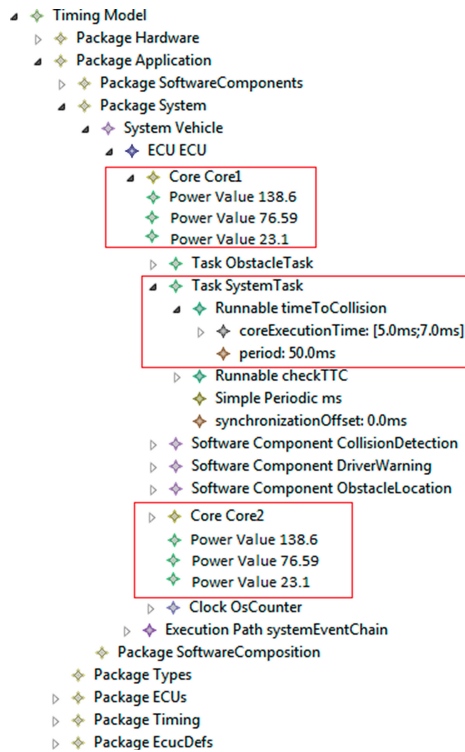 Timing Model
Package Hardware
Package Application
Package SoftwareComponents
Package System
System Vehicle
ECU ECU
Core Core1
Power Value 138.6
Power Value 76.59
Power Value 23.1
Task ObstacleTask
Task SystemTask
Runnable timeToCollision
coreExecutionTime: [5.0ms;7.0ms]
period: 50.0ms
Runnable checkTTC
Simple Periodic ms
synchronizationOffset: 0.0ms
Software Component CollisionDetection
Software Component DriverWarning
Software Component ObstacleLocation
Core Core2
Power Value 138.6
Power Value 76.59
Power Value 23.1
Clock OsCounter
Execution Path systemEventChain
Package SoftwareComposition
Package Types
Package ECUs
Package Timing
Package EcucDefs